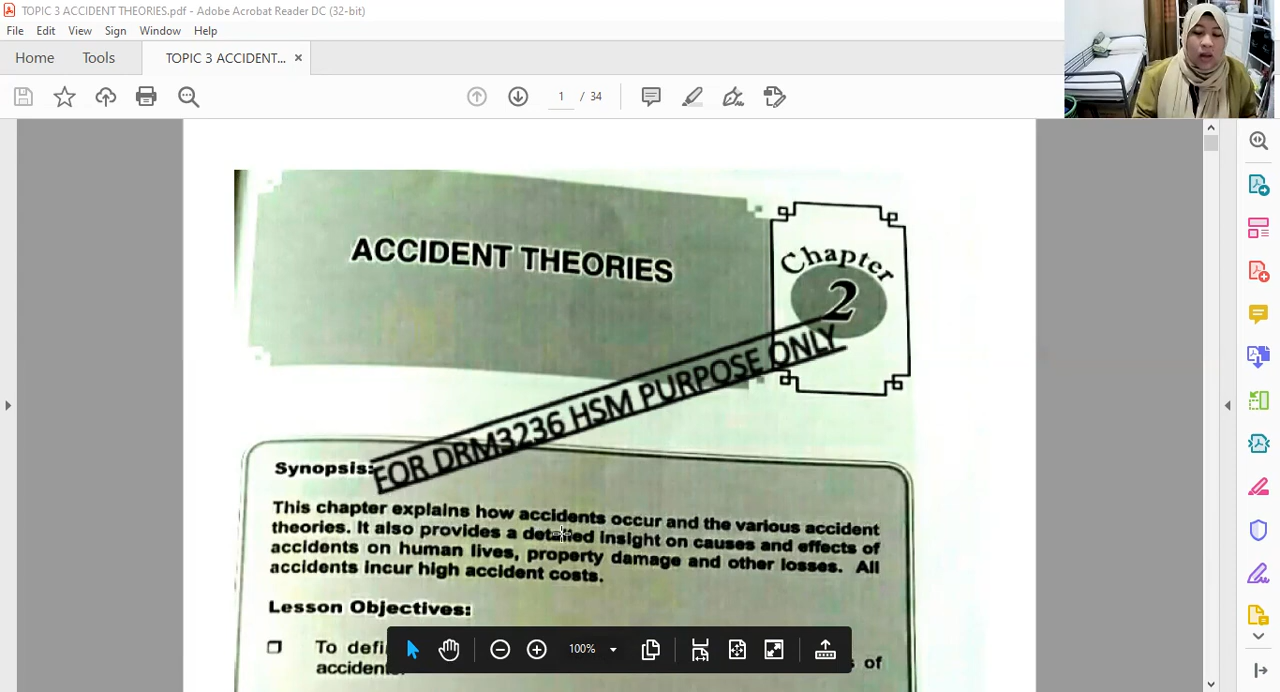 TOPIC 3 ACCIDENT THEORIES.pdf - Adobe Acrobat Reader DC (32-bit)
File Edit View Sign Window Help
Home Tools TOPIC 3 ACCIDENT... ×
1 / 34
ACCIDENT THEORIES
Chapter
2
FOR DRM3236 HSM PURPOSE ONLY
Synopsis:
This chapter explains how accidents occur and the various accident
theories. It also provides a detailed insight on causes and effects of
accidents on human lives, property damage and other losses. All
accidents incur high accident costs.
Lesson Objectives:
To defi
s of
accident
100%